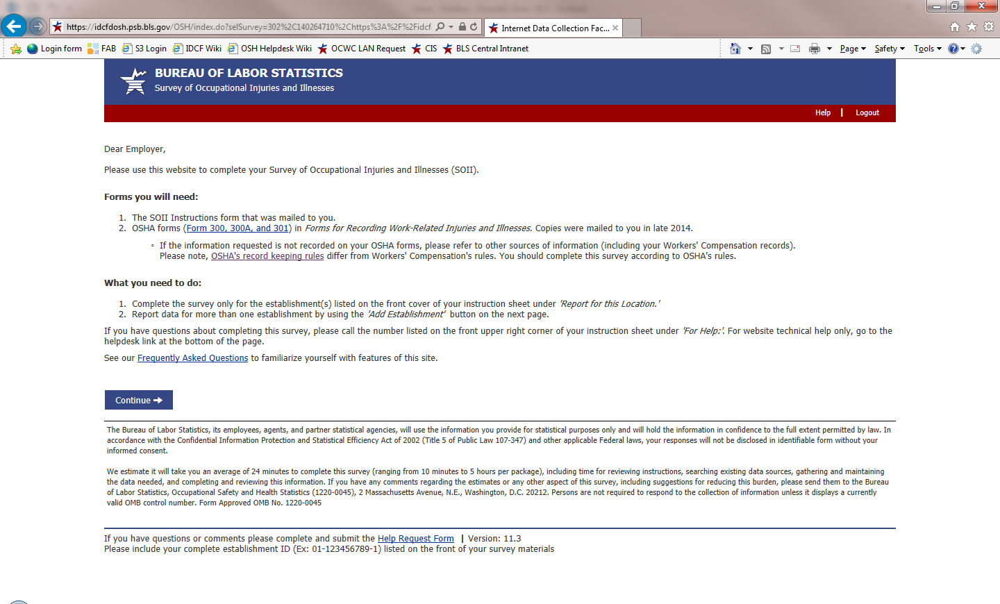 https://idcfdosh.psb.bls.gov/OSH/index.do?selSurvey=302%2C140264710%2Chttps%3A%2F%2Fidcf
Internet Data Collection Fac...
Login form FAB S3 Login IDCF Wiki OSH Helpdesk Wiki OCWC LAN Request CIS BLS Central Intranet Page Safety Tools
BUREAU OF LABOR STATISTICS
Survey of Occupational Injuries and Illnesses
Help | Logout
Dear Employer,
Please use this website to complete your Survey of Occupational Injuries and Illnesses (SOII).
Forms you will need:
1. The SOII Instructions form that was mailed to you.
2. OSHA forms (Form 300, 300A, and 301) in Forms for Recording Work-Related Injuries and Illnesses. Copies were mailed to you in late 2014.
◦ If the information requested is not recorded on your OSHA forms, please refer to other sources of information (including your Workers' Compensation records).
Please note, OSHA's record keeping rules differ from Workers' Compensation's rules. You should complete this survey according to OSHA's rules.
What you need to do:
1. Complete the survey only for the establishment(s) listed on the front cover of your instruction sheet under 'Report for this Location.'
2. Report data for more than one establishment by using the 'Add Establishment' button on the next page.
If you have questions about completing this survey, please call the number listed on the front upper right corner of your instruction sheet under 'For Help:'. For website technical help only, go to the
helpdesk link at the bottom of the page.
See our Frequently Asked Questions to familiarize yourself with features of this site.
Continue
The Bureau of Labor Statistics, its employees, agents, and partner statistical agencies, will use the information you provide for statistical purposes only and will hold the information in confidence to the full extent permitted by law. In
accordance with the Confidential Information Protection and Statistical Efficiency Act of 2002 (Title 5 of Public Law 107-347) and other applicable Federal laws, your responses will not be disclosed in identifiable form without your
informed consent.
We estimate it will take you an average of 24 minutes to complete this survey (ranging from 10 minutes to 5 hours per package), including time for reviewing instructions, searching existing data sources, gathering and maintaining
the data needed, and completing and reviewing this information. If you have any comments regarding the estimates or any other aspect of this survey, including suggestions for reducing this burden, please send them to the Bureau
of Labor Statistics, Occupational Safety and Health Statistics (1220-0045), 2 Massachusetts Avenue, N.E., Washington, D.C. 20212. Persons are not required to respond to the collection of information unless it displays a currently
valid OMB control number. Form Approved OMB No. 1220-0045
If you have questions or comments please complete and submit the Help Request Form | Version: 11.3
Please include your complete establishment ID (Ex: 01-123456789-1) listed on the front of your survey materials